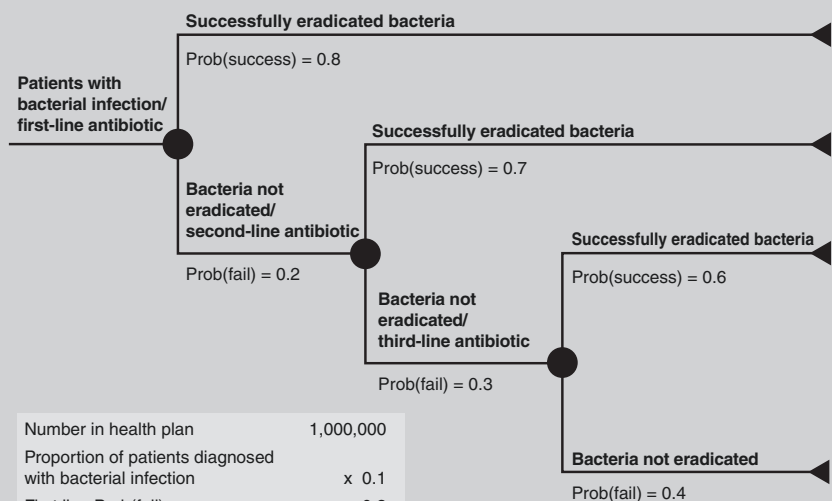 Successfully eradicated bacteria
Prob(success) = 0.8
Patients with
bacterial infection/
first-line antibiotic
Successfully eradicated bacteria
Prob(success) = 0.7
Bacteria not
eradicated/
second-line antibiotic
Prob(fail) = 0.2
Successfully eradicated bacteria
Prob(success) = 0.6
Bacteria not
eradicated/
third-line antibiotic
Prob(fail) = 0.3
Number in health plan 1,000,000
Proportion of patients diagnosed
with bacterial infection x 0.1
Bacteria not eradicated
Prob(fail) = 0.4